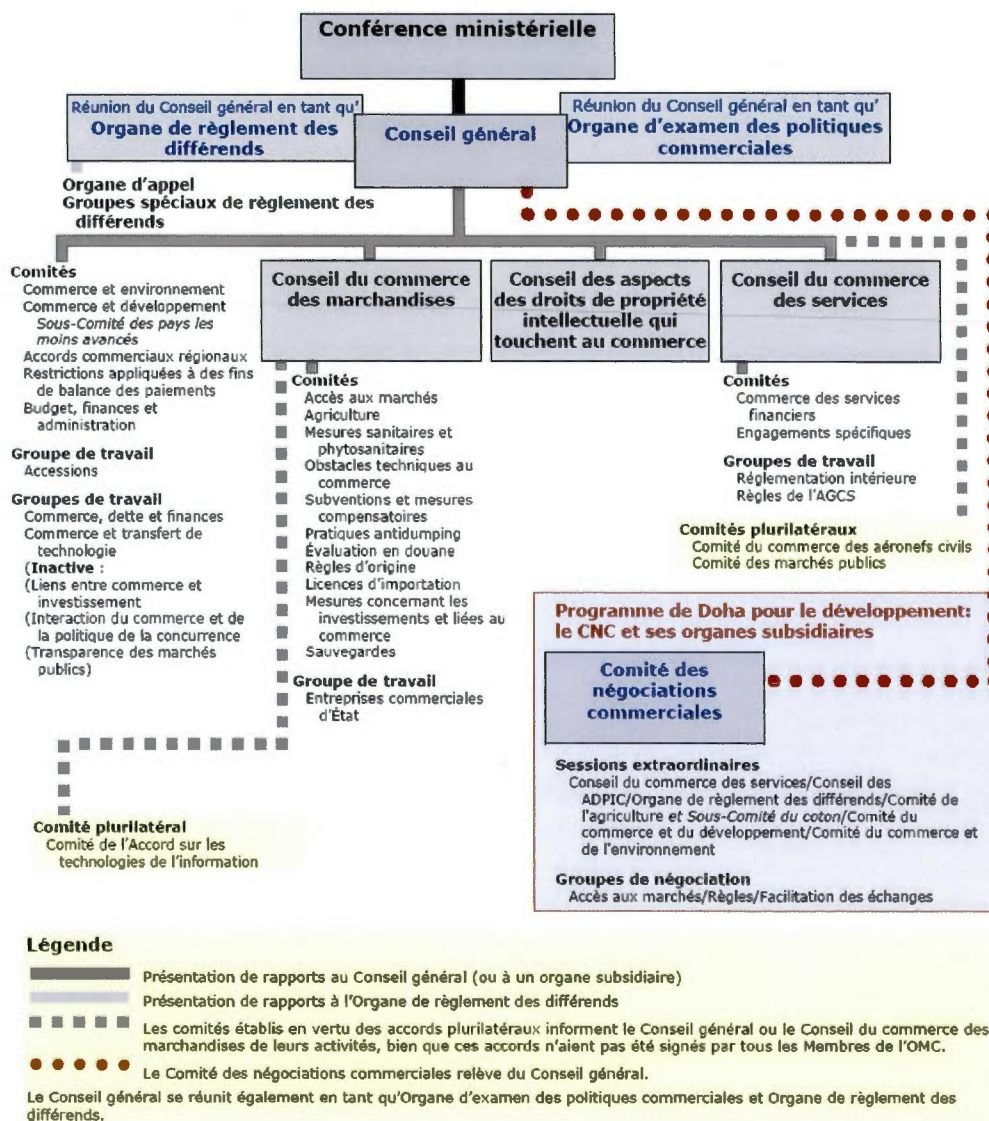 Conférence ministérielle
Réunion du Conseil général en tant qu'
Organe de règlement des
différends
Conseil général
Réunion du Conseil général en tant qu'
Organe d'examen des politiques
commerciales
Organe d'appel
Groupes spéciaux de règlement des
différends
Comités
Commerce et environnement
Commerce et développement
Sous-Comité des pays les
moins avancés
Accords commerciaux régionaux
Restrictions appliquées à des fins
de balance des paiements
Budget, finances et
administration
Groupe de travail
Accessions
Groupes de travail
Commerce, dette et finances
Commerce et transfert de
technologie
(Inactive :
(Liens entre commerce et
investissement
(Interaction du commerce et de
la politique de la concurrence
(Transparence des marchés
publics)
Conseil du commerce
des marchandises
Comités
Accès aux marchés
Agriculture
Mesures sanitaires et
phytosanitaires
Obstacles techniques au
commerce
Subventions et mesures
compensatoires
Pratiques antidumping
Évaluation en douane
Règles d'origine
Licences d'importation
Mesures concernant les
investissements et liées au
commerce
Sauvegardes
Groupe de travail
Entreprises commerciales
d'État
Comité plurilatéral
Comité de l'Accord sur les
technologies de l'information
Conseil des aspects
des droits de propriété
intellectuelle qui
touchent au commerce
Conseil du commerce
des services
Comités
Commerce des services
financiers
Engagements spécifiques
Groupes de travail
Réglementation intérieure
Règles de l'AGCS
Comités plurilatéraux
Comité du commerce des aéronefs civils
Comité des marchés publics
Programme de Doha pour le développement:
le CNC et ses organes subsidiaires
Comité des
négociations
commerciales
Sessions extraordinaires
Conseil du commerce des services/Conseil des
ADPIC/Organe de règlement des différends/Comité de
l'agriculture et Sous-Comité du coton/Comité du
commerce et du développement/Comité du commerce et
de l'environnement
Groupes de négociation
Accès aux marchés/Règles/Facilitation des échanges
Légende
Présentation de rapports au Conseil général (ou à un organe subsidiaire)
Présentation de rapports à l'Organe de règlement des différends
Les comités établis en vertu des accords plurilatéraux informent le Conseil général ou le Conseil du commerce des
marchandises de leurs activités, bien que ces accords n'aient pas été signés par tous les Membres de l'OMC.
Le Comité des négociations commerciales relève du Conseil général.
Le Conseil général se réunit également en tant qu'Organe d'examen des politiques commerciales et Organe de règlement des
différends.